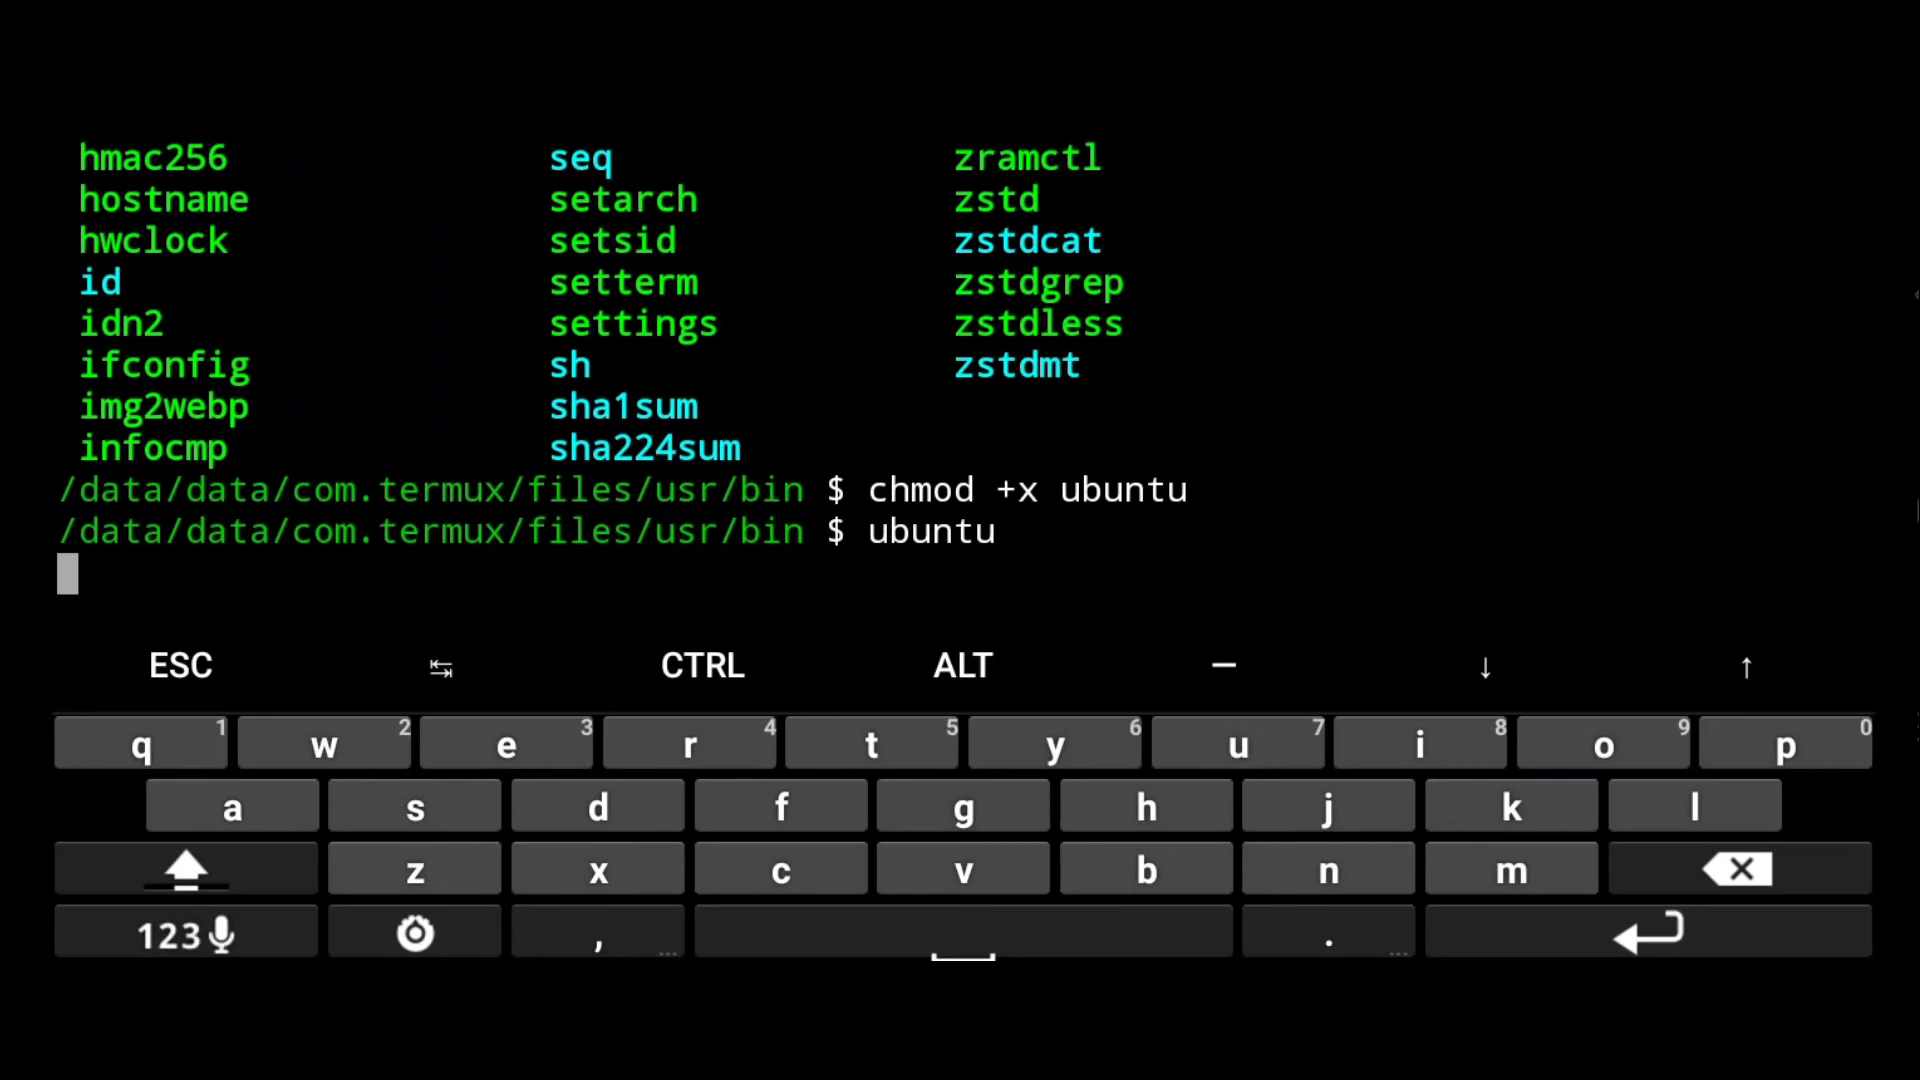 hmac256 seq zramctl
hostname setarch zstd
hwclock setsid zstdcat
id setterm zstdgrep
idn2 settings zstdless
ifconfig sh zstdmt
img2webp sha1sum
infocmp sha224sum
/data/data/com.termux/files/usr/bin $ chmod +x ubuntu
/data/data/com.termux/files/usr/bin $ ubuntu
ESC ↹ CTRL ALT — ↓ ↑
q 1 w 2 e 3 r 4 t 5 y 6 u 7 i 8 o 9 p 0
a s d f g h j k l
z x c v b n m
123 , ... . ...